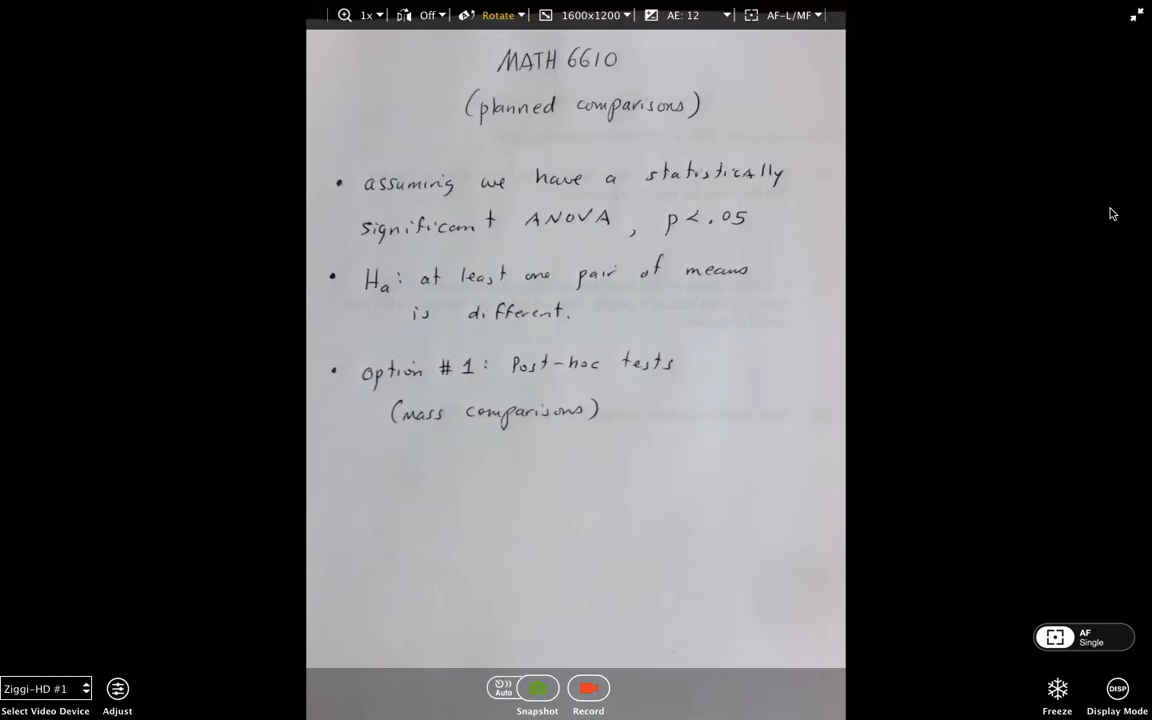 1x
Off
Rotate
1600x1200
AE: 12
AF-L/MF
MATH 6610
(planned comparisons)
• assuming we have a statistically
significant ANOVA, p < .05
• Ha: at least one pair of means
is different.
• option #1: Post-hoc tests
(mass comparisons)
AF
Single
Ziggi-HD #1
Auto
DISP
Select Video Device
Adjust
Snapshot
Record
Freeze
Display Mode